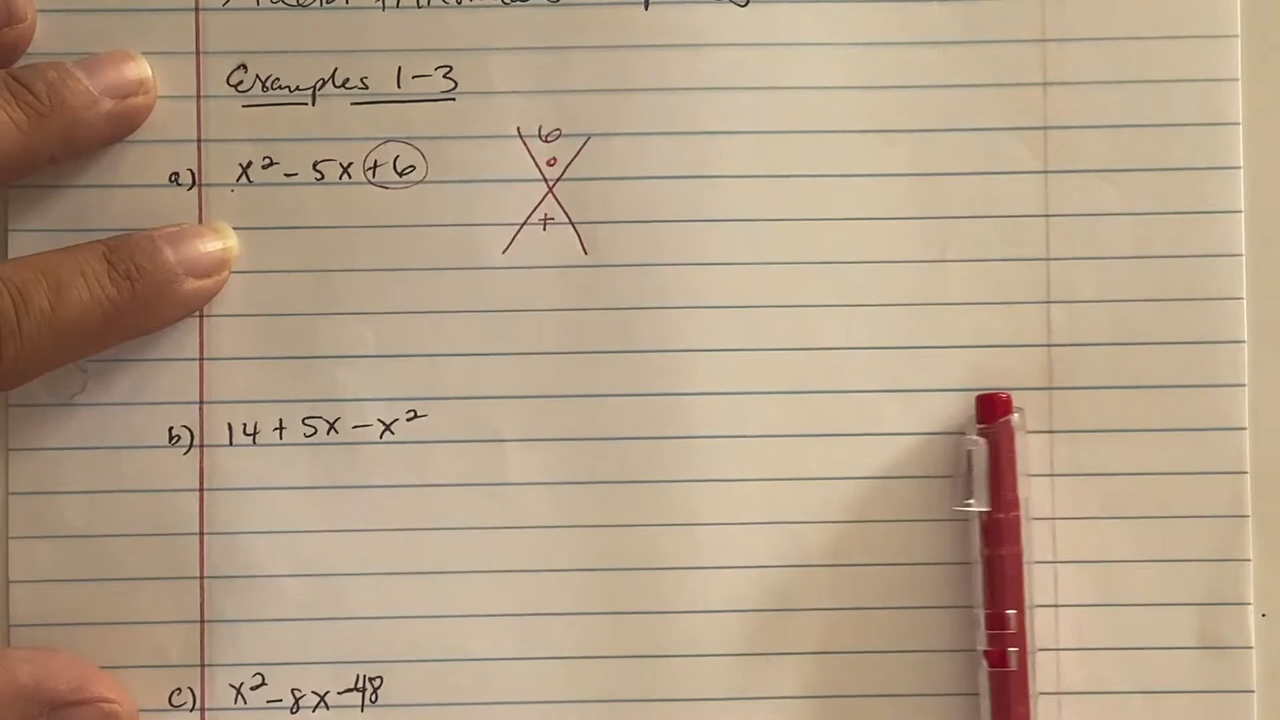 Examples 1-3
a) x² - 5x + 6
6
•
+
b) 14 + 5x - x²
c) x² - 8x - 48